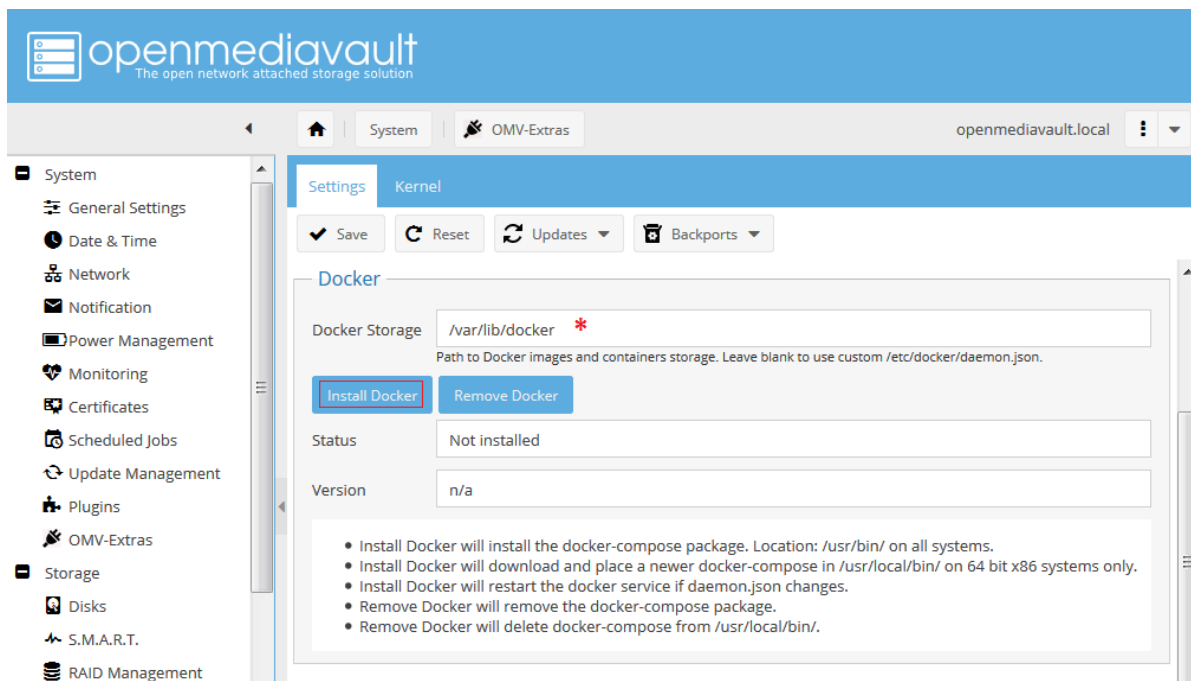 openmediavault
The open network attached storage solution
System
OMV-Extras
openmediavault.local
System
General Settings
Date & Time
Network
Notification
Power Management
Monitoring
Certificates
Scheduled Jobs
Update Management
Plugins
OMV-Extras
Storage
Disks
S.M.A.R.T.
RAID Management
Settings
Kernel
Save
Reset
Updates
Backports
Docker
Docker Storage
/var/lib/docker *
Path to Docker images and containers storage. Leave blank to use custom /etc/docker/daemon.json.
Install Docker
Remove Docker
Status
Not installed
Version
n/a
• Install Docker will install the docker-compose package. Location: /usr/bin/ on all systems.
• Install Docker will download and place a newer docker-compose in /usr/local/bin/ on 64 bit x86 systems only.
• Install Docker will restart the docker service if daemon.json changes.
• Remove Docker will remove the docker-compose package.
• Remove Docker will delete docker-compose from /usr/local/bin/.